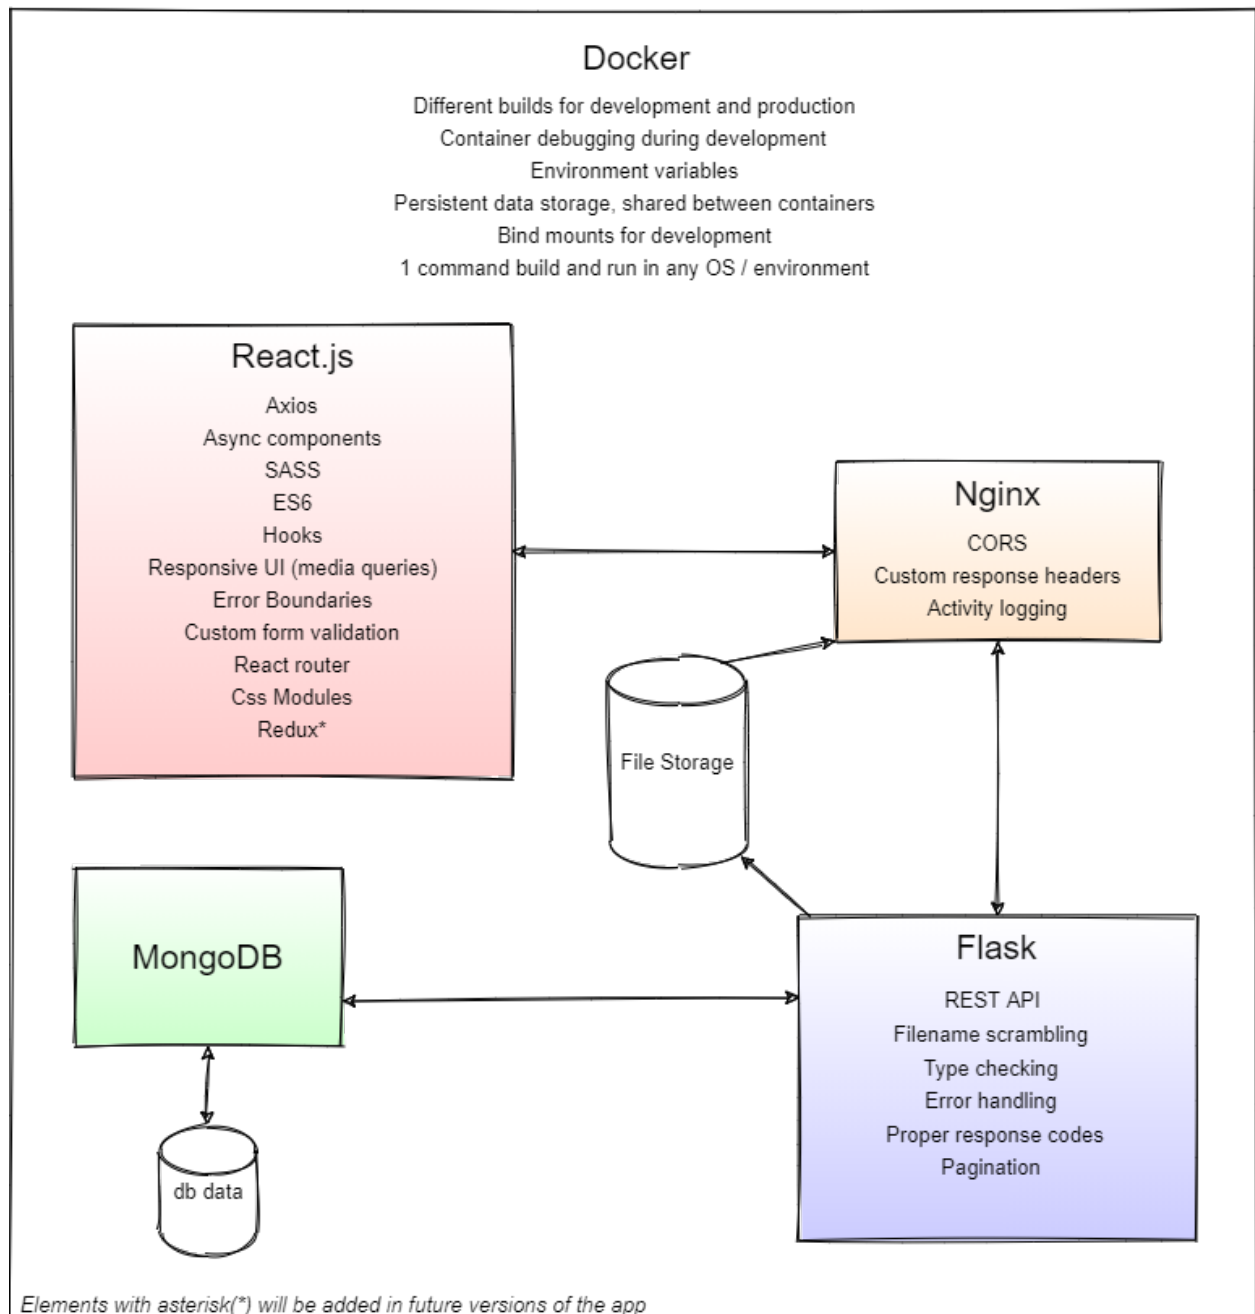 Docker
Different builds for development and production
Container debugging during development
Environment variables
Persistent data storage, shared between containers
Bind mounts for development
1 command build and run in any OS / environment
React.js
Axios
Async components
SASS
ES6
Hooks
Responsive UI (media queries)
Error Boundaries
Custom form validation
React router
Css Modules
Redux*
Nginx
CORS
Custom response headers
Activity logging
File Storage
MongoDB
db data
Flask
REST API
Filename scrambling
Type checking
Error handling
Proper response codes
Pagination
Elements with asterisk(*) will be added in future versions of the app